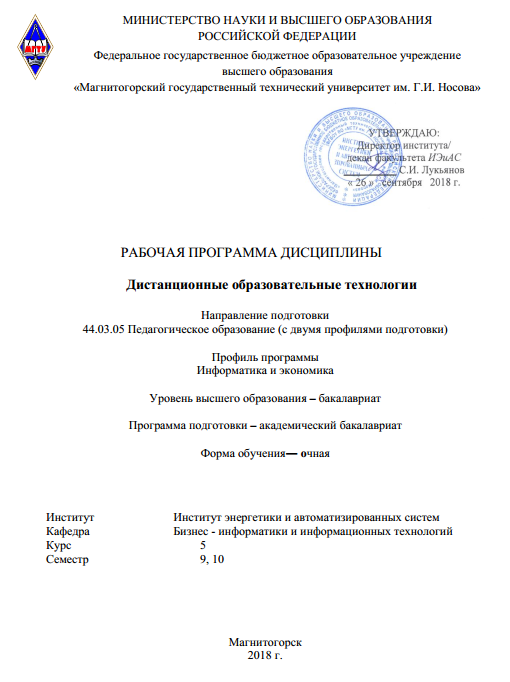 МИНИСТЕРСТВО НАУКИ И ВЫСШЕГО ОБРАЗОВАНИЯ
РОССИЙСКОЙ ФЕДЕРАЦИИ
Федеральное государственное бюджетное образовательное учреждение
высшего образования
«Магнитогорский государственный технический университет им. Г.И. Носова»
МГТУ
УТВЕРЖДАЮ:
Директор института/
декан факультета ИЭиАС
С.И. Лукьянов
« 26 » сентября 2018 г.
РАБОЧАЯ ПРОГРАММА ДИСЦИПЛИНЫ
Дистанционные образовательные технологии
Направление подготовки
44.03.05 Педагогическое образование (с двумя профилями подготовки)
Профиль программы
Информатика и экономика
Уровень высшего образования – бакалавриат
Программа подготовки – академический бакалавриат
Форма обучения— очная
Институт Институт энергетики и автоматизированных систем
Кафедра Бизнес - информатики и информационных технологий
Курс 5
Семестр 9, 10
Магнитогорск
2018 г.